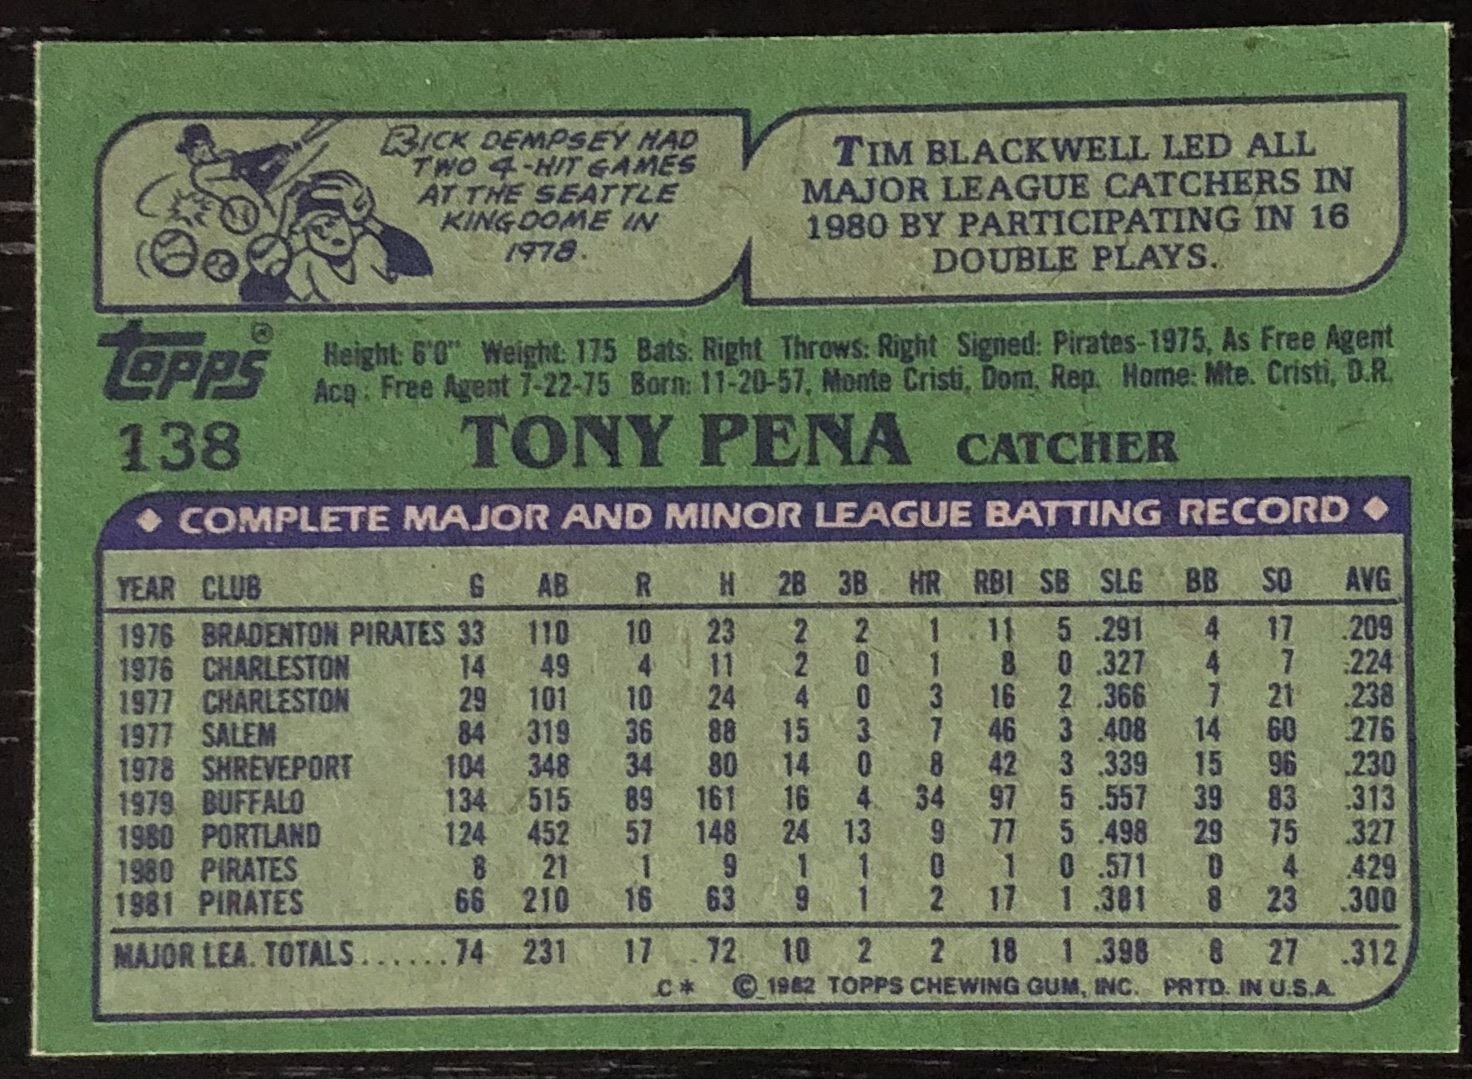 RICK DEMPSEY HAD
TWO 4-HIT GAMES
AT THE SEATTLE
KINGDOME IN
1978.
TIM BLACKWELL LED ALL
MAJOR LEAGUE CATCHERS IN
1980 BY PARTICIPATING IN 16
DOUBLE PLAYS.
TOPPS®
Height: 6'0" Weight: 175 Bats: Right Throws: Right Signed: Pirates-1975, As Free Agent
Acq.: Free Agent 7-22-75 Born: 11-20-57, Monte Cristi, Dom. Rep. Home: Mte. Cristi, D.R.
138 TONY PENA CATCHER
◆ COMPLETE MAJOR AND MINOR LEAGUE BATTING RECORD ◆
YEAR CLUB G AB R H 2B 3B HR RBI SB SLG BB SO AVG
1976 BRADENTON PIRATES 33 110 10 23 2 2 1 11 5 .291 4 17 .209
1976 CHARLESTON 14 49 4 11 2 0 1 8 0 .327 4 7 .224
1977 CHARLESTON 29 101 10 24 4 0 3 16 2 .366 7 21 .238
1977 SALEM 84 319 36 88 15 3 7 46 3 .408 14 60 .276
1978 SHREVEPORT 104 348 34 80 14 0 8 42 3 .339 15 96 .230
1979 BUFFALO 134 515 89 161 16 4 34 97 5 .557 39 83 .313
1980 PORTLAND 124 452 57 148 24 13 9 77 5 .498 29 75 .327
1980 PIRATES 8 21 1 9 1 1 0 1 0 .571 0 4 .429
1981 PIRATES 66 210 16 63 9 1 2 17 1 .381 8 23 .300
MAJOR LEA. TOTALS......74 231 17 72 10 2 2 18 1 .398 8 27 .312
C* © 1982 TOPPS CHEWING GUM, INC. PRTD. IN U.S.A.